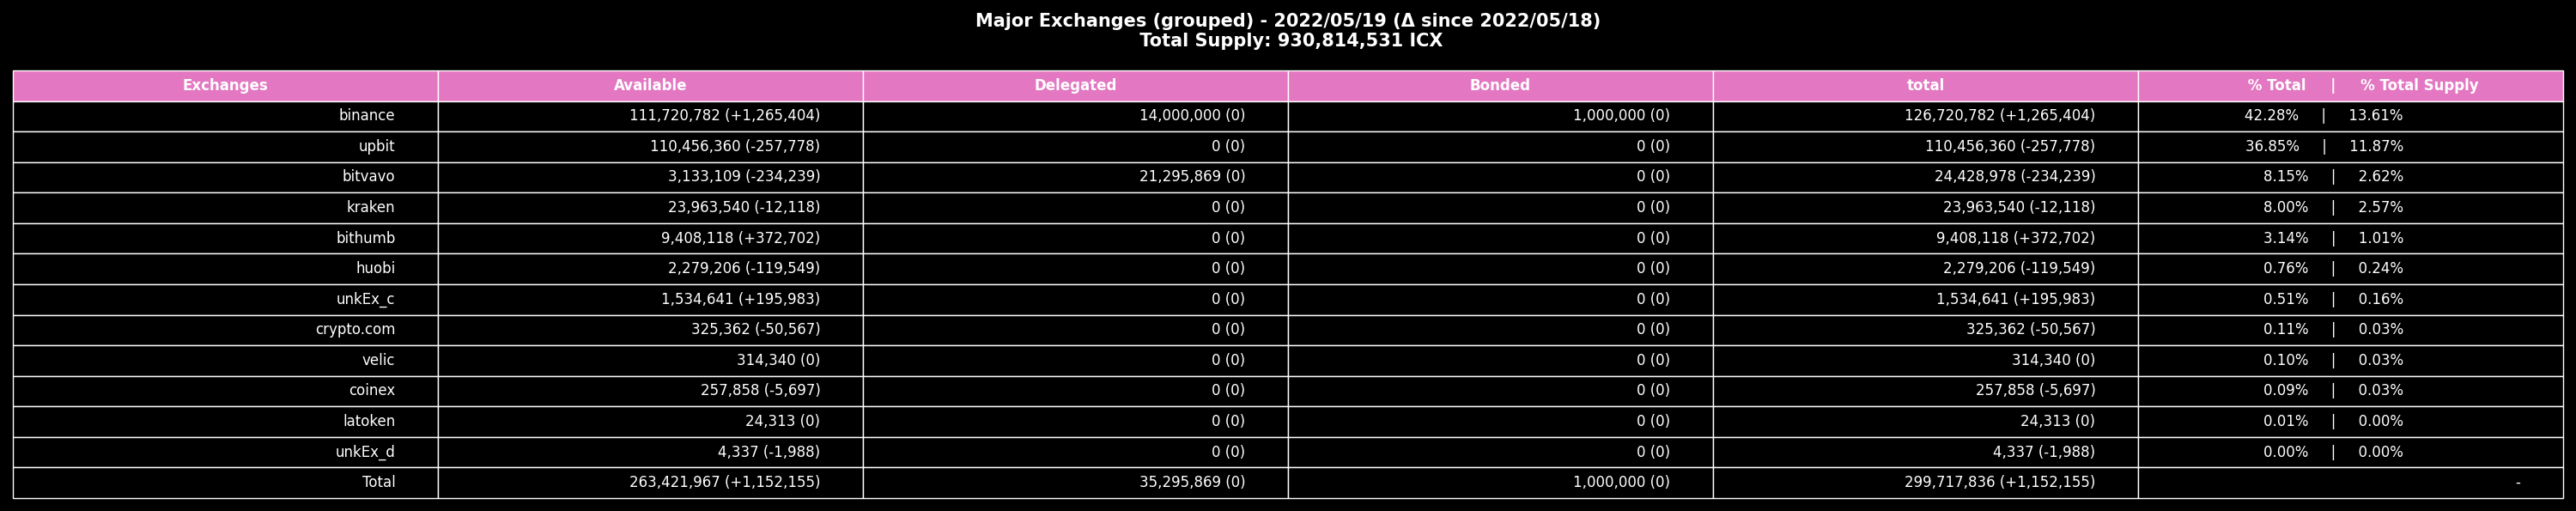 Major Exchanges (grouped) - 2022/05/19 (Δ since 2022/05/18)
Total Supply: 930,814,531 ICX
Exchanges Available Delegated Bonded total % Total | % Total Supply
binance 111,720,782 (+1,265,404) 14,000,000 (0) 1,000,000 (0) 126,720,782 (+1,265,404) 42.28% | 13.61%
upbit 110,456,360 (-257,778) 0 (0) 0 (0) 110,456,360 (-257,778) 36.85% | 11.87%
bitvavo 3,133,109 (-234,239) 21,295,869 (0) 0 (0) 24,428,978 (-234,239) 8.15% | 2.62%
kraken 23,963,540 (-12,118) 0 (0) 0 (0) 23,963,540 (-12,118) 8.00% | 2.57%
bithumb 9,408,118 (+372,702) 0 (0) 0 (0) 9,408,118 (+372,702) 3.14% | 1.01%
huobi 2,279,206 (-119,549) 0 (0) 0 (0) 2,279,206 (-119,549) 0.76% | 0.24%
unkEx_c 1,534,641 (+195,983) 0 (0) 0 (0) 1,534,641 (+195,983) 0.51% | 0.16%
crypto.com 325,362 (-50,567) 0 (0) 0 (0) 325,362 (-50,567) 0.11% | 0.03%
velic 314,340 (0) 0 (0) 0 (0) 314,340 (0) 0.10% | 0.03%
coinex 257,858 (-5,697) 0 (0) 0 (0) 257,858 (-5,697) 0.09% | 0.03%
latoken 24,313 (0) 0 (0) 0 (0) 24,313 (0) 0.01% | 0.00%
unkEx_d 4,337 (-1,988) 0 (0) 0 (0) 4,337 (-1,988) 0.00% | 0.00%
Total 263,421,967 (+1,152,155) 35,295,869 (0) 1,000,000 (0) 299,717,836 (+1,152,155) -